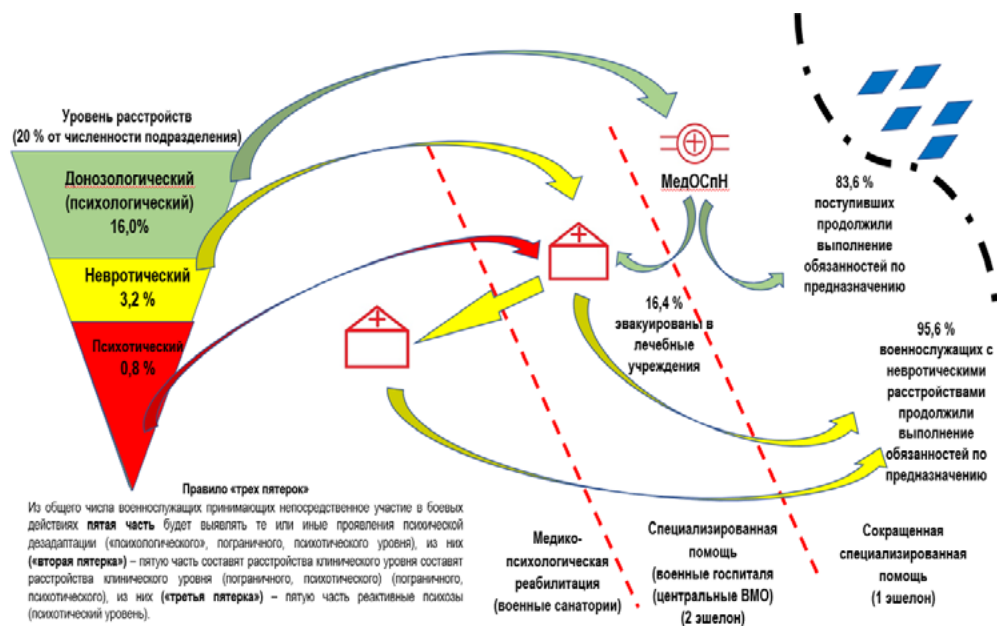 Уровень расстройств
(20 % от численности подразделения)
Донозологический
(психологический)
16,0%
Невротический
3,2 %
Психотический
0,8 %
МедОСпН
83,6 %
поступивших
продолжили
выполнение
обязанностей по
предназначению
16,4 %
эвакуированы в
лечебные
учреждения
95,6 %
военнослужащих с
невротическими
расстройствами
продолжили
выполнение
обязанностей по
предназначению
Правило «трех пятерок»
Из общего числа военнослужащих принимающих непосредственное участие в боевых
действиях пятая часть будет выявлять те или иные проявления психической
дезадаптации («психологического», пограничного, психотического уровня), из них
(«вторая пятерка») – пятую часть составят расстройства клинического уровня составят
расстройства клинического уровня (пограничного, психотического) (пограничного,
психотического), из них («третья пятерка») – пятую часть реактивные психозы
(психотический уровень).
Медико-
психологическая
реабилитация
(военные санатории)
Специализированная
помощь
(военные госпиталя
(центральные ВМО)
(2 эшелон)
Сокращенная
специализированная
помощь
(1 эшелон)